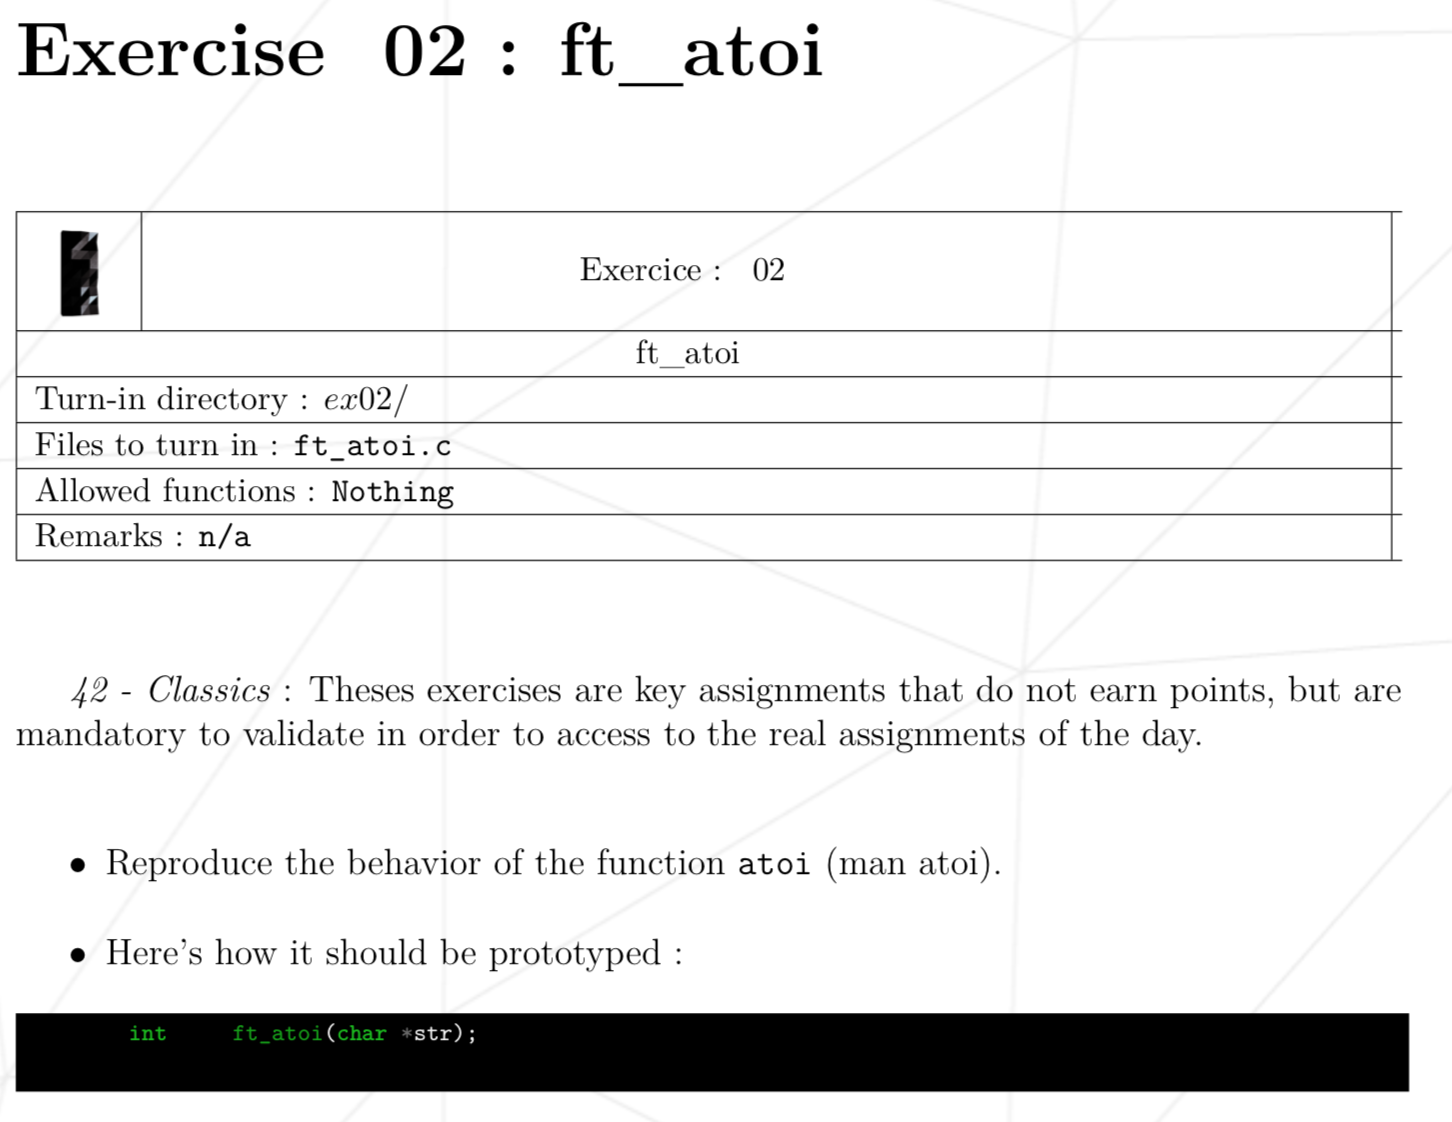 Exercise 02 : ft_atoi
Exercice : 02
ft_atoi
Turn-in directory : ex02/
Files to turn in : ft_atoi.c
Allowed functions : Nothing
Remarks : n/a
42 - Classics : Theses exercises are key assignments that do not earn points, but are
mandatory to validate in order to access to the real assignments of the day.
• Reproduce the behavior of the function atoi (man atoi).
• Here's how it should be prototyped :
int ft_atoi(char *str);